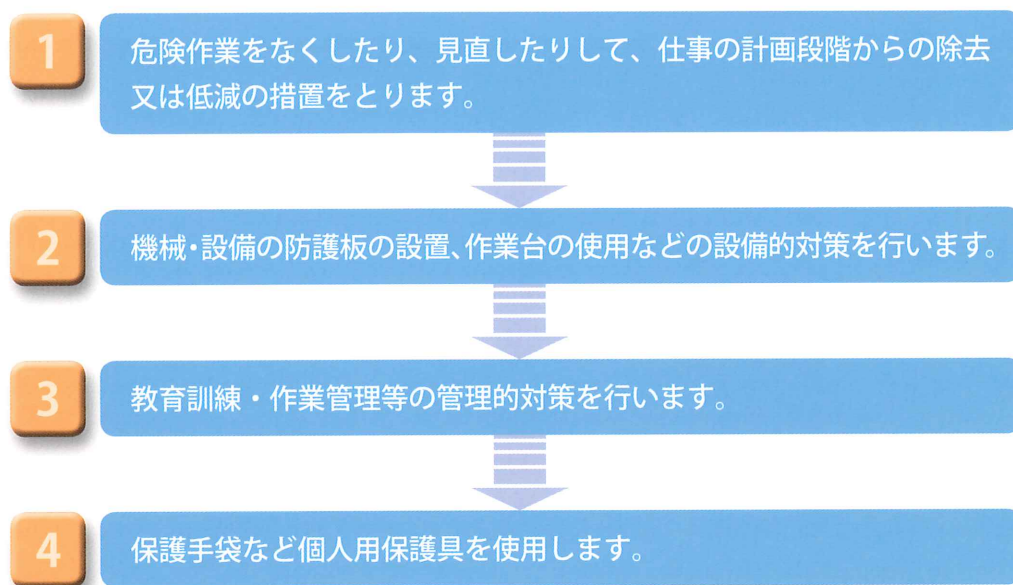 1
危険作業をなくしたり、見直したりして、仕事の計画段階からの除去
又は低減の措置をとります。
2
機械・設備の防護板の設置、作業台の使用などの設備的対策を行います。
3
教育訓練・作業管理等の管理的対策を行います。
4
保護手袋など個人用保護具を使用します。